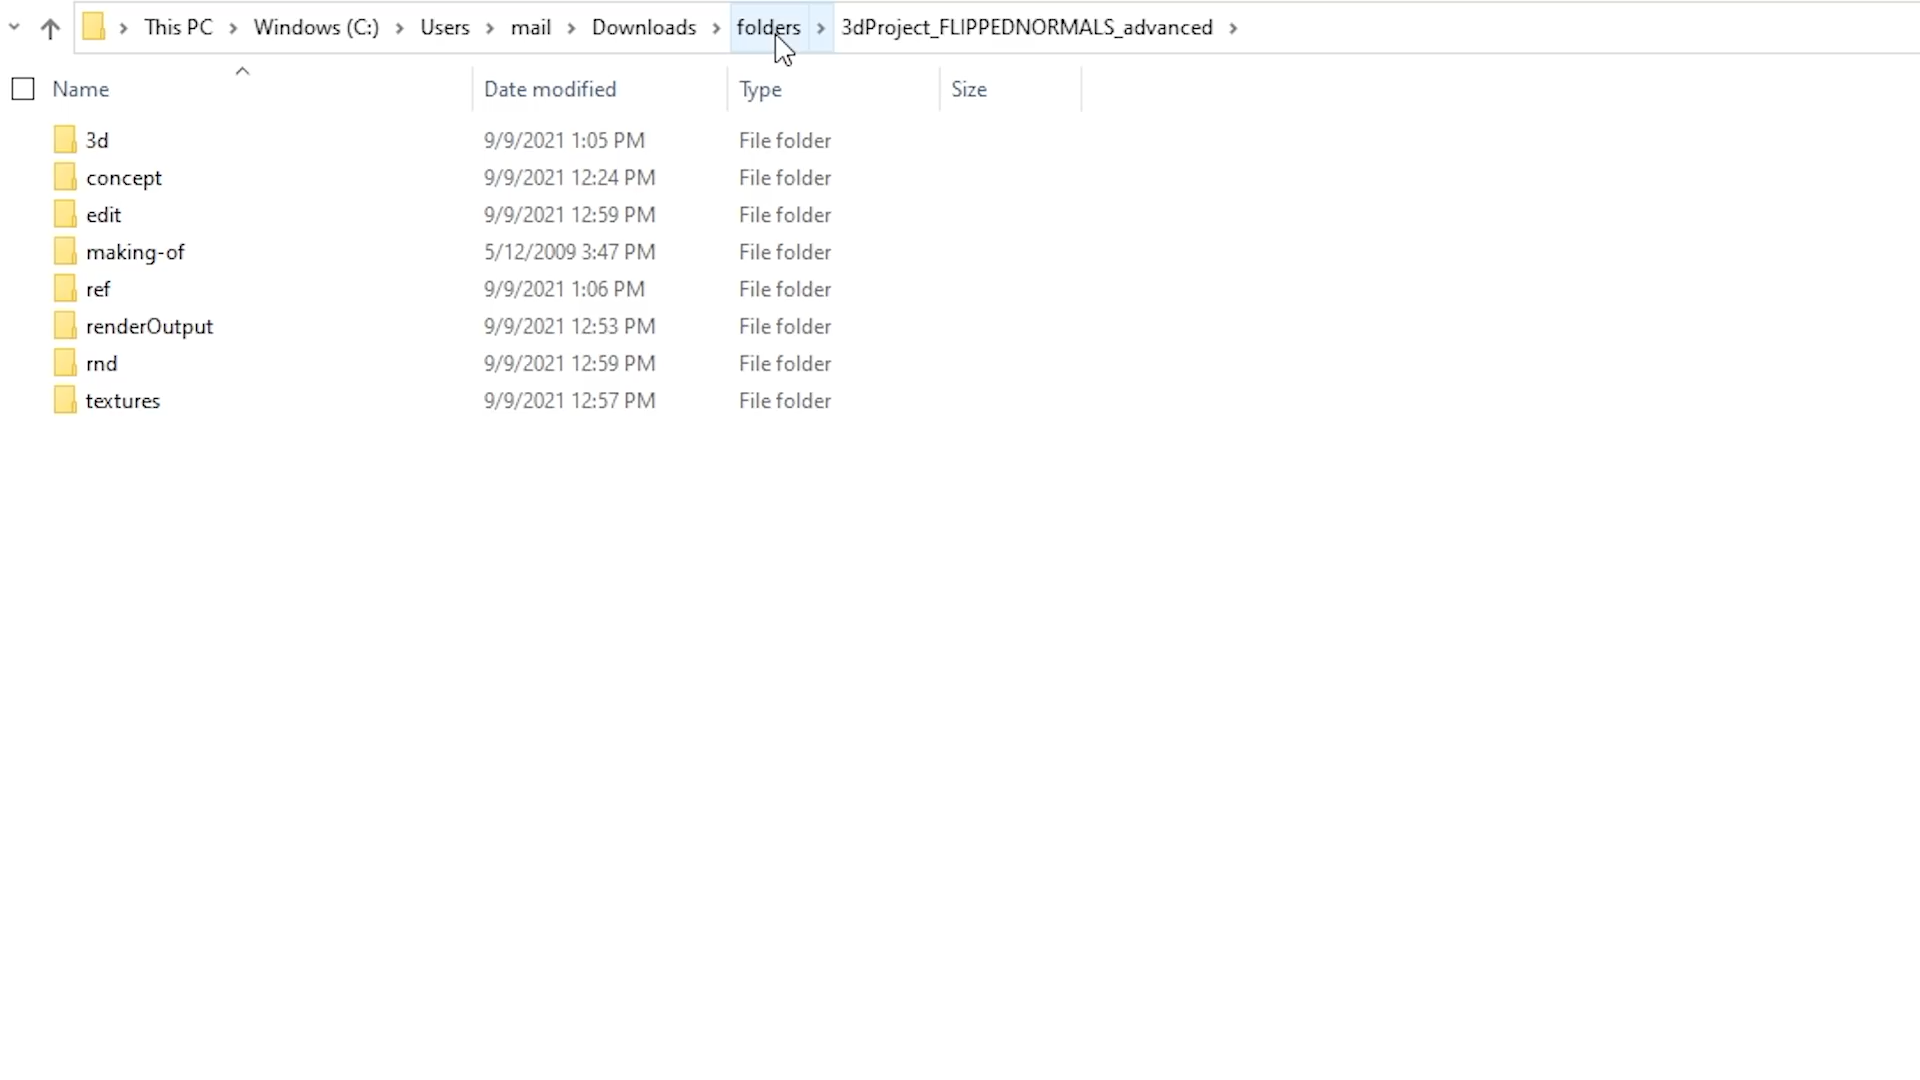 This PC > Windows (C:) > Users > mail > Downloads > folders > 3dProject_FLIPPEDNORMALS_advanced >
Name Date modified Type Size
3d 9/9/2021 1:05 PM File folder
concept 9/9/2021 12:24 PM File folder
edit 9/9/2021 12:59 PM File folder
making-of 5/12/2009 3:47 PM File folder
ref 9/9/2021 1:06 PM File folder
renderOutput 9/9/2021 12:53 PM File folder
rnd 9/9/2021 12:59 PM File folder
textures 9/9/2021 12:57 PM File folder